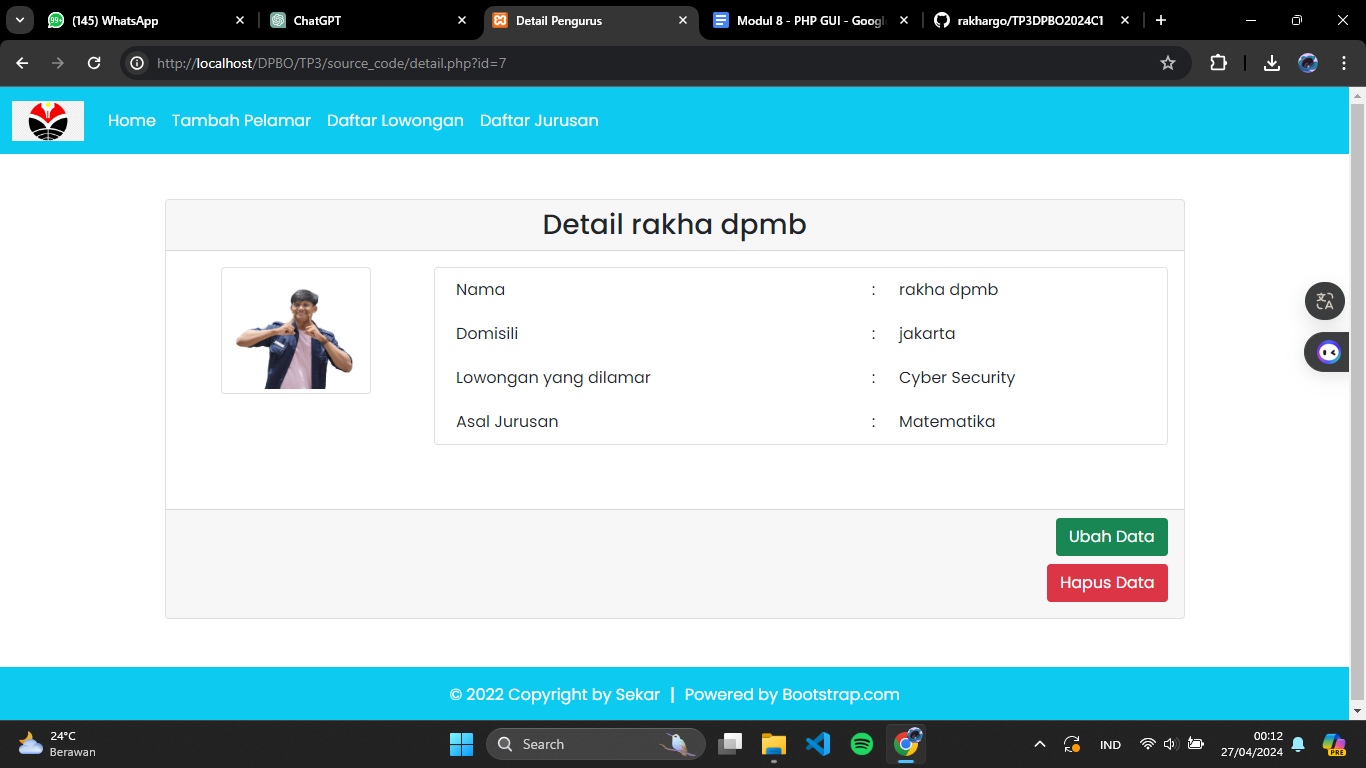 (145) WhatsApp
ChatGPT
Detail Pengurus
Modul 8 - PHP GUI - Google
rakhargo/TP3DPBO2024C1
http://localhost/DPBO/TP3/source_code/detail.php?id=7
Home Tambah Pelamar Daftar Lowongan Daftar Jurusan
Detail rakha dpmb
Nama : rakha dpmb
Domisili : jakarta
Lowongan yang dilamar : Cyber Security
Asal Jurusan : Matematika
Ubah Data
Hapus Data
© 2022 Copyright by Sekar | Powered by Bootstrap.com
24°C
Berawan
Search
IND
00:12
27/04/2024
PRE
99+